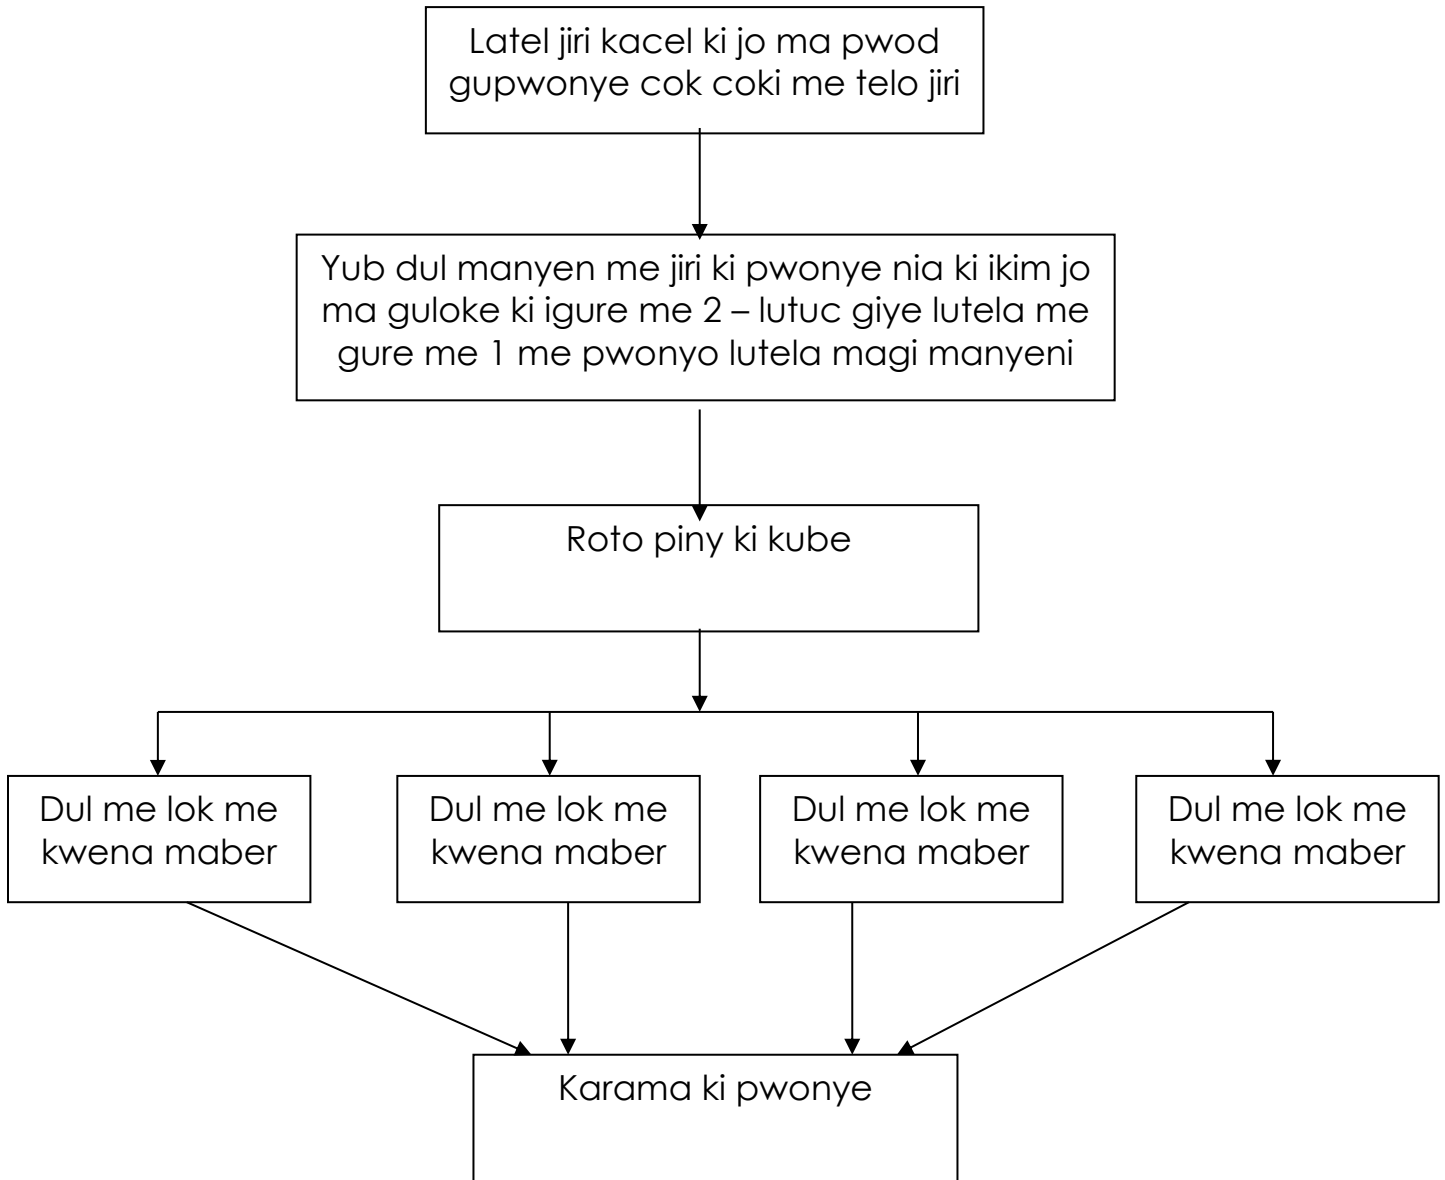 Latel jiri kacel ki jo ma pwod
gupwonye cok coki me telo jiri
Yub dul manyen me jiri ki pwonye nia ki ikim jo
ma guloke ki igure me 2 – lutuc giye lutela me
gure me 1 me pwonyo lutela magi manyeni
Roto piny ki kube
Dul me lok me
kwena maber
Dul me lok me
kwena maber
Dul me lok me
kwena maber
Dul me lok me
kwena maber
Karama ki pwonye